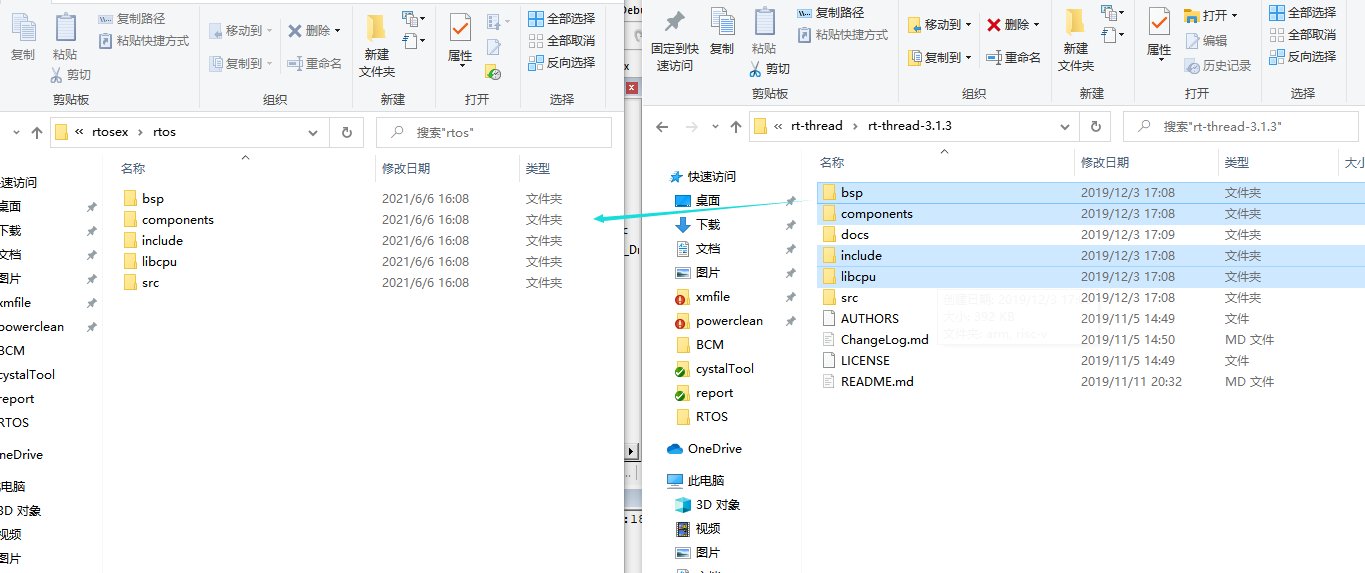 复制
粘贴
复制路径
粘贴快捷方式
剪切
剪贴板
移动到
复制到
删除
重命名
组织
新建
文件夹
新建
属性
打开
全部选择
全部取消
反向选择
选择
« rtosex › rtos
搜索"rtos"
名称 修改日期 类型
bsp 2021/6/6 16:08 文件夹
components 2021/6/6 16:08 文件夹
include 2021/6/6 16:08 文件夹
libcpu 2021/6/6 16:08 文件夹
src 2021/6/6 16:08 文件夹
速访问
桌面
下载
文档
图片
xmfile
powerclean
BCM
cystalTool
report
RTOS
neDrive
此电脑
3D 对象
视频
图片
Debu
x
c
_Dr
:18
固定到快
速访问
复制
粘贴
复制路径
粘贴快捷方式
剪切
剪贴板
移动到
复制到
删除
重命名
组织
新建
文件夹
新建
属性
打开
编辑
历史记录
打开
全部选择
全部取消
反向选择
选择
« rt-thread › rt-thread-3.1.3
搜索"rt-thread-3.1.3"
名称 修改日期 类型 大小
bsp 2019/12/3 17:08 文件夹
components 2019/12/3 17:08 文件夹
docs 2019/12/3 17:09 文件夹
include 2019/12/3 17:08 文件夹
libcpu 2019/12/3 17:08 文件夹
src 2019/12/3 17:08 文件夹
AUTHORS 2019/11/5 14:49 文件
ChangeLog.md 2019/11/5 14:50 MD 文件
LICENSE 2019/11/5 14:49 文件
README.md 2019/11/11 20:32 MD 文件
创建日期: 2019/12/3 17:
大小: 392 KB
文件夹: arm, risc-v
快速访问
桌面
下载
文档
图片
xmfile
powerclean
BCM
cystalTool
report
RTOS
OneDrive
此电脑
3D 对象
视频
图片